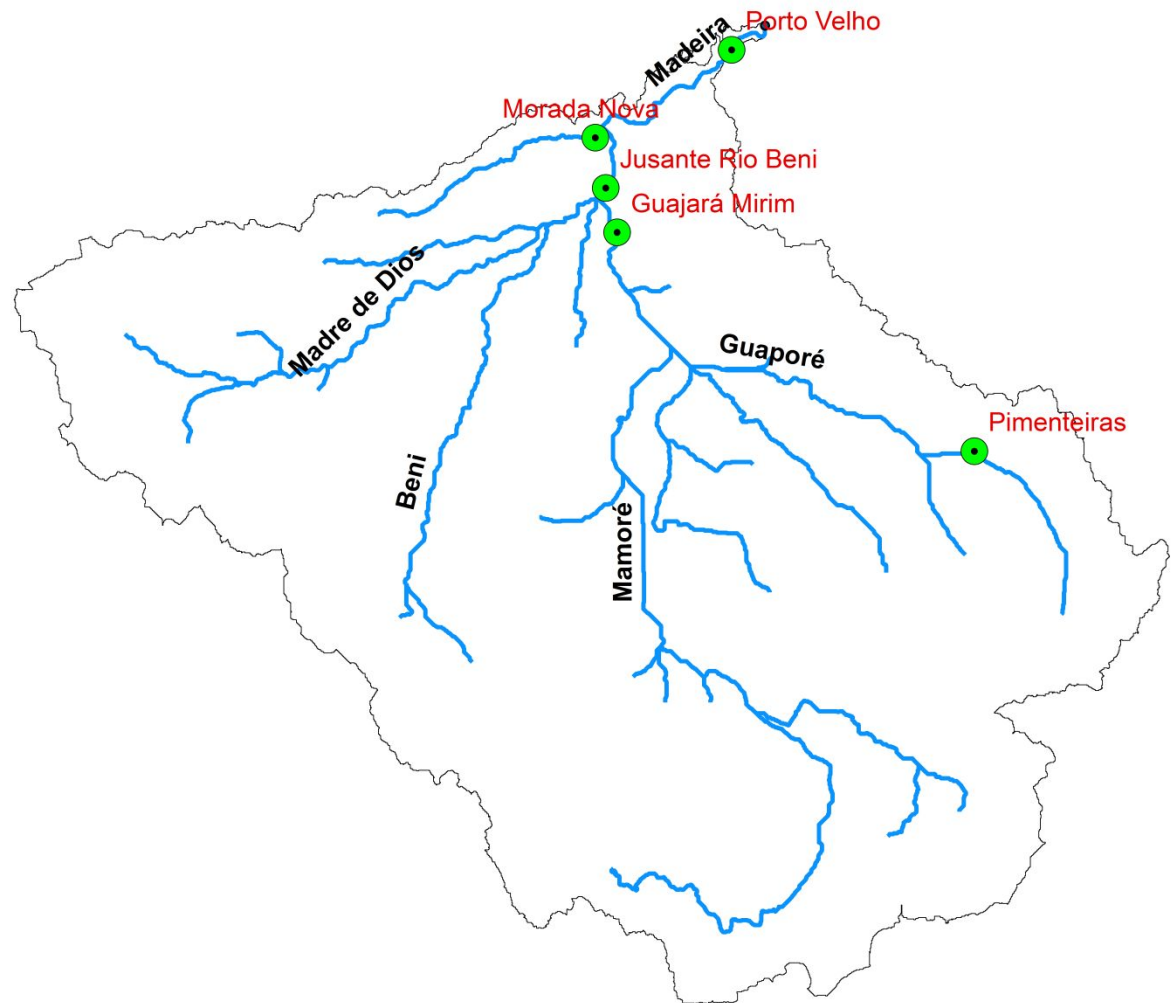 Porto Velho
Madeira
Morada Nova
Jusante Rio Beni
Guajará Mirim
Madre de Dios
Guaporé
Pimenteiras
Beni
Mamoré